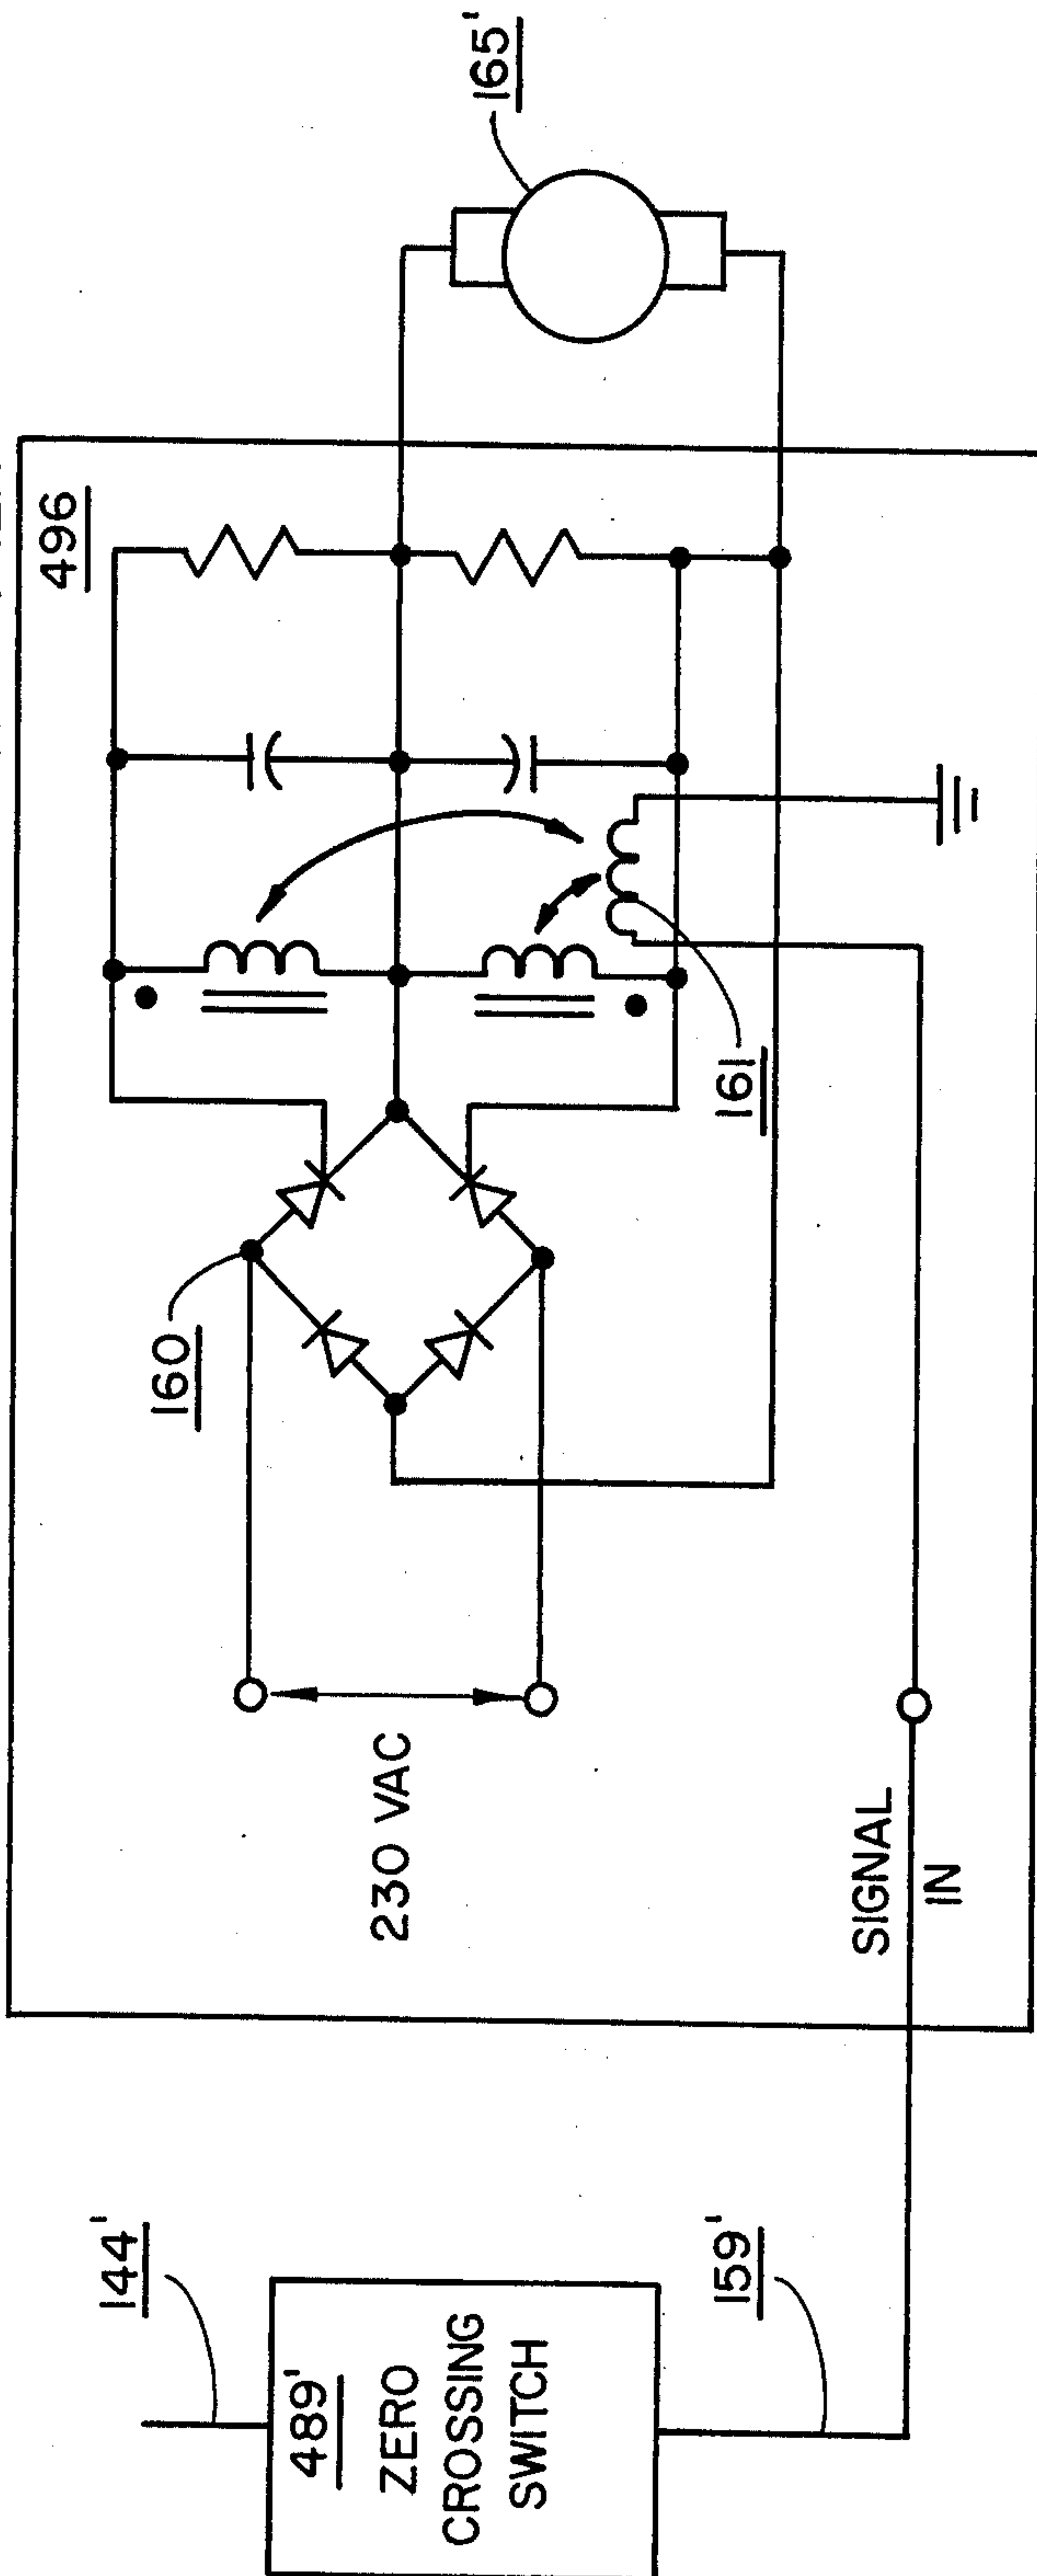 144'
489'
ZERO
CROSSING
SWITCH
159'
496
230 VAC
SIGNAL
IN
160
161
165'